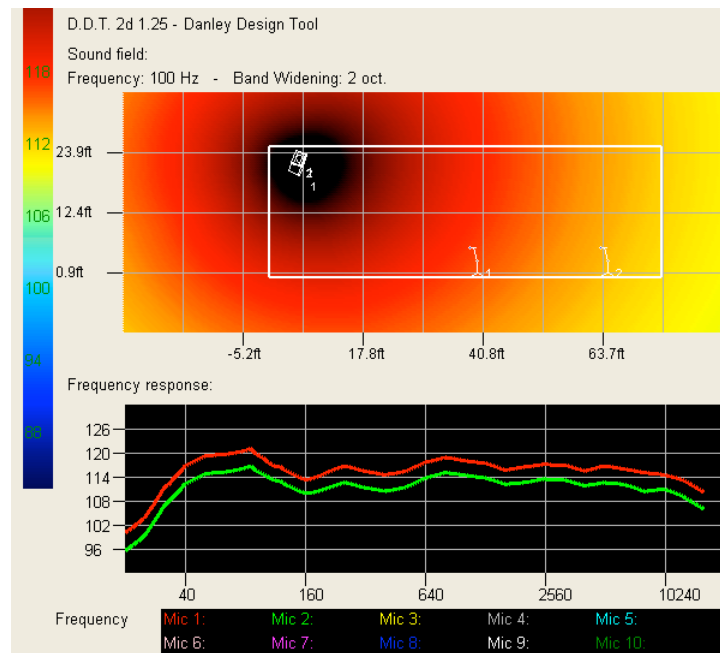 D.D.T. 2d 1.25 - Danley Design Tool
Sound field:
Frequency: 100 Hz - Band Widening: 2 oct.
118
112
106
100
94
88
23.9ft
12.4ft
0.9ft
1
1
2
-5.2ft 17.8ft 40.8ft 63.7ft
Frequency response:
126
120
114
108
102
96
40 160 640 2560 10240
Frequency Mic 1: Mic 2: Mic 3: Mic 4: Mic 5:
Mic 6: Mic 7: Mic 8: Mic 9: Mic 10: